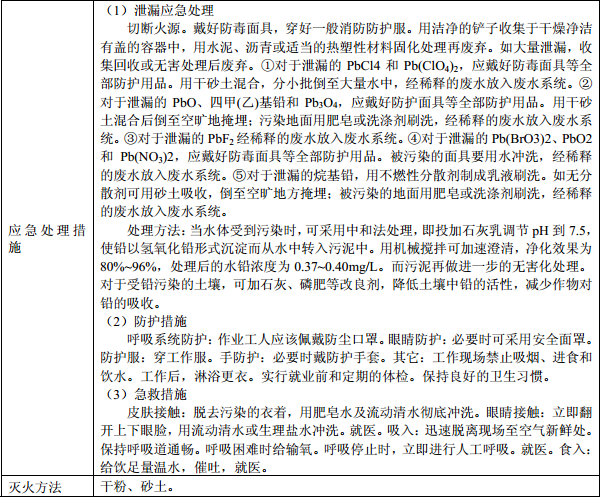 应急处理措施
（1）泄漏应急处理
切断火源。戴好防毒面具，穿好一般消防防护服。用洁净的铲子收集于干燥净洁
有盖的容器中，用水泥、沥青或适当的热塑性材料固化处理再废弃。如大量泄漏，收
集回收或无害处理后废弃。①对于泄漏的 PbCl4 和 Pb(ClO4)2，应戴好防毒面具等全
部防护用品。用干砂土混合，分小批倒至大量水中，经稀释的废水放入废水系统。②
对于泄漏的 PbO、四甲(乙)基铅和 Pb3O4，应戴好防护面具等全部防护用品。用干砂
土混合后倒至空旷地掩埋；污染地面用肥皂或洗涤剂刷洗，经稀释的废水放入废水系
统。③对于泄漏的 PbF2 经稀释的废水放入废水系统。④对于泄漏的 Pb(BrO3)2、PbO2
和 Pb(NO3)2，应戴好防毒面具等全部防护用品。被污染的面具要用水冲洗，经稀释
的废水放入废水系统。⑤对于泄漏的烷基铅，用不燃性分散剂制成乳液刷洗。如无分
散剂可用砂土吸收，倒至空旷地方掩埋；被污染的地面用肥皂或洗涤剂刷洗，经稀释
的废水放入废水系统。
处理方法：当水体受到污染时，可采用中和法处理，即投加石灰乳调节 pH 到 7.5，
使铅以氢氧化铅形式沉淀而从水中转入污泥中。用机械搅拌可加速澄清，净化效果为
80%~96%，处理后的水铅浓度为 0.37~0.40mg/L。而污泥再做进一步的无害化处理。
对于受铅污染的土壤，可加石灰、磷肥等改良剂，降低土壤中铅的活性，减少作物对
铅的吸收。
（2）防护措施
呼吸系统防护：作业工人应该佩戴防尘口罩。眼睛防护：必要时可采用安全面罩。
防护服：穿工作服。手防护：必要时戴防护手套。其它：工作现场禁止吸烟、进食和
饮水。工作后，淋浴更衣。实行就业前和定期的体检。保持良好的卫生习惯。
（3）急救措施
皮肤接触：脱去污染的衣着，用肥皂水及流动清水彻底冲洗。眼睛接触：立即翻
开上下眼睑，用流动清水或生理盐水冲洗。就医。吸入：迅速脱离现场至空气新鲜处。
保持呼吸道通畅。呼吸困难时给输氧。呼吸停止时，立即进行人工呼吸。就医。食入：
给饮足量温水，催吐，就医。
灭火方法
干粉、砂土。